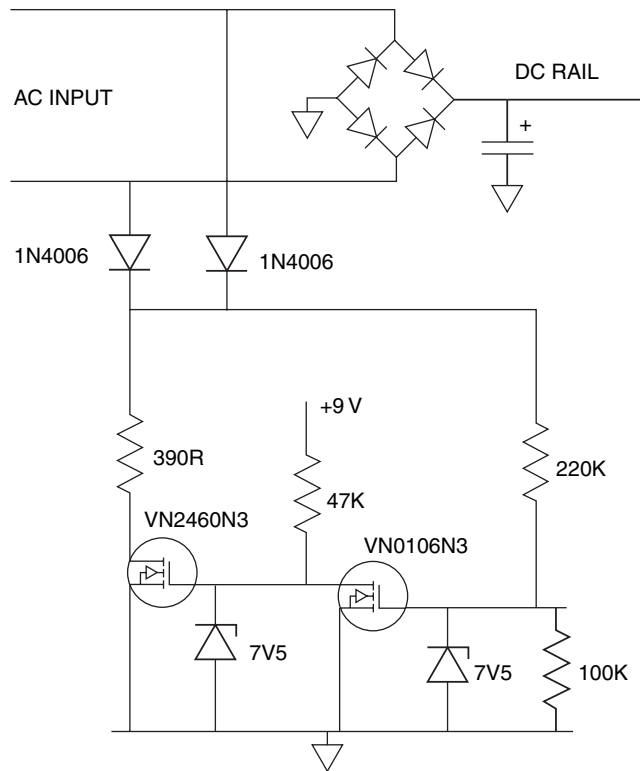 DC RAIL
AC INPUT
+
1N4006
1N4006
+9 V
390R
47K
220K
VN2460N3
VN0106N3
7V5
7V5
100K